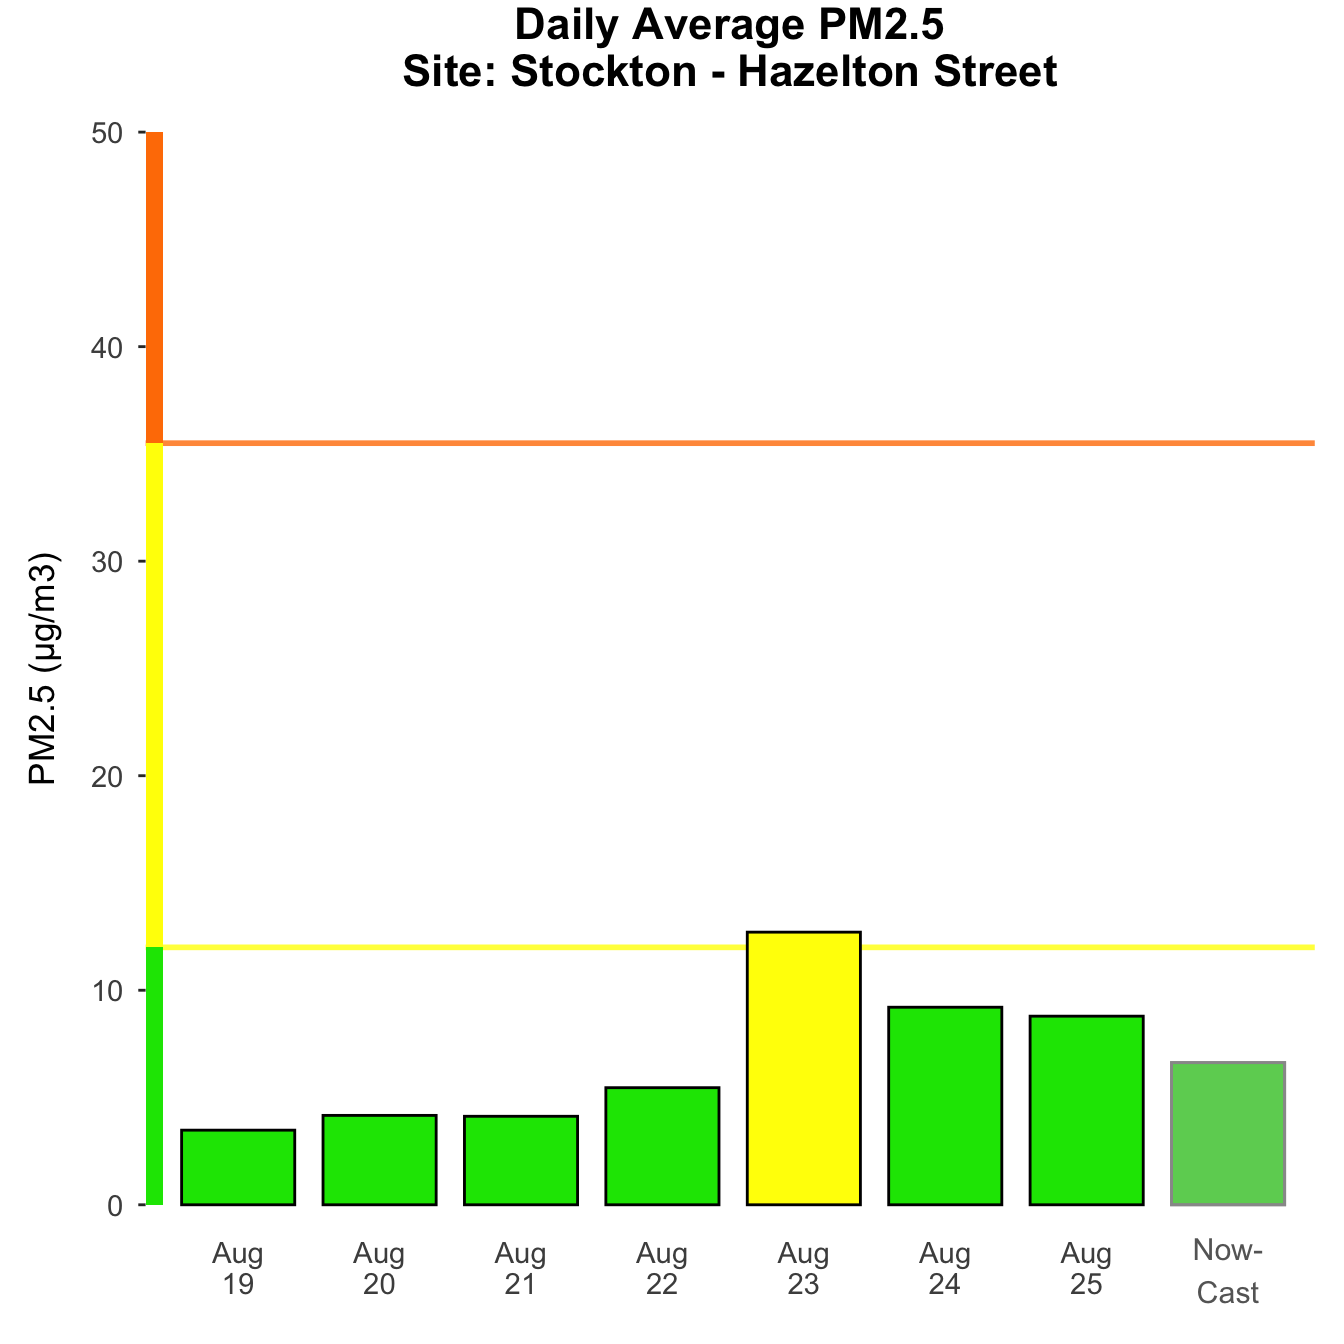 Daily Average PM2.5
Site: Stockton - Hazelton Street
PM2.5 (µg/m3)
50
40
30
20
10
0
Aug 19
Aug 20
Aug 21
Aug 22
Aug 23
Aug 24
Aug 25
Now-
Cast